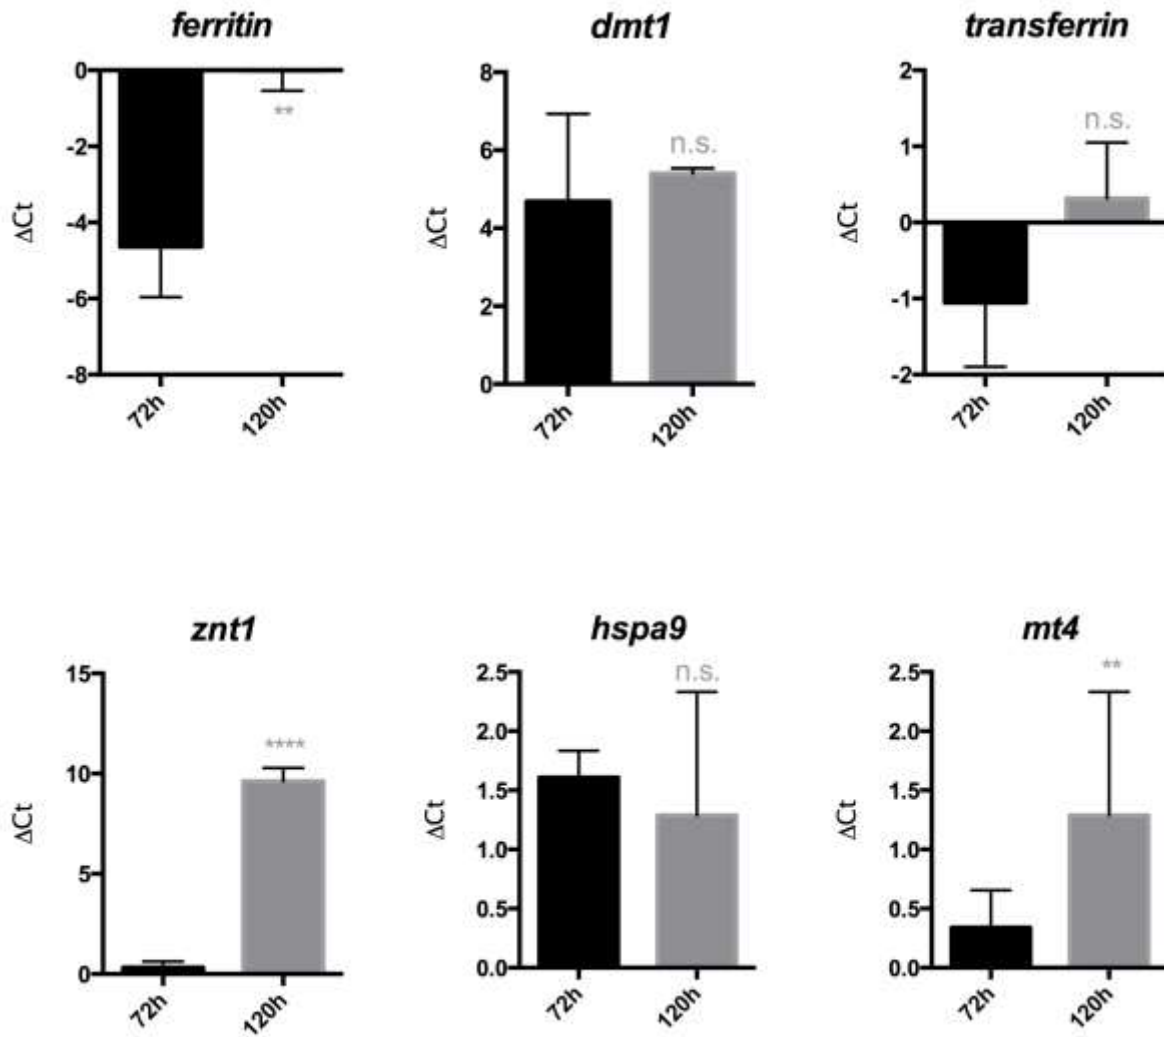 ferritin
ΔCt
0
-2
-4
-6
-8
**
72h
120h
dmt1
ΔCt
8
6
4
2
0
n.s.
72h
120h
transferrin
ΔCt
2
1
0
-1
-2
n.s.
72h
120h
znt1
ΔCt
15
10
5
0
****
72h
120h
hspa9
ΔCt
2.5
2.0
1.5
1.0
0.5
0.0
n.s.
72h
120h
mt4
ΔCt
2.5
2.0
1.5
1.0
0.5
0.0
**
72h
120h